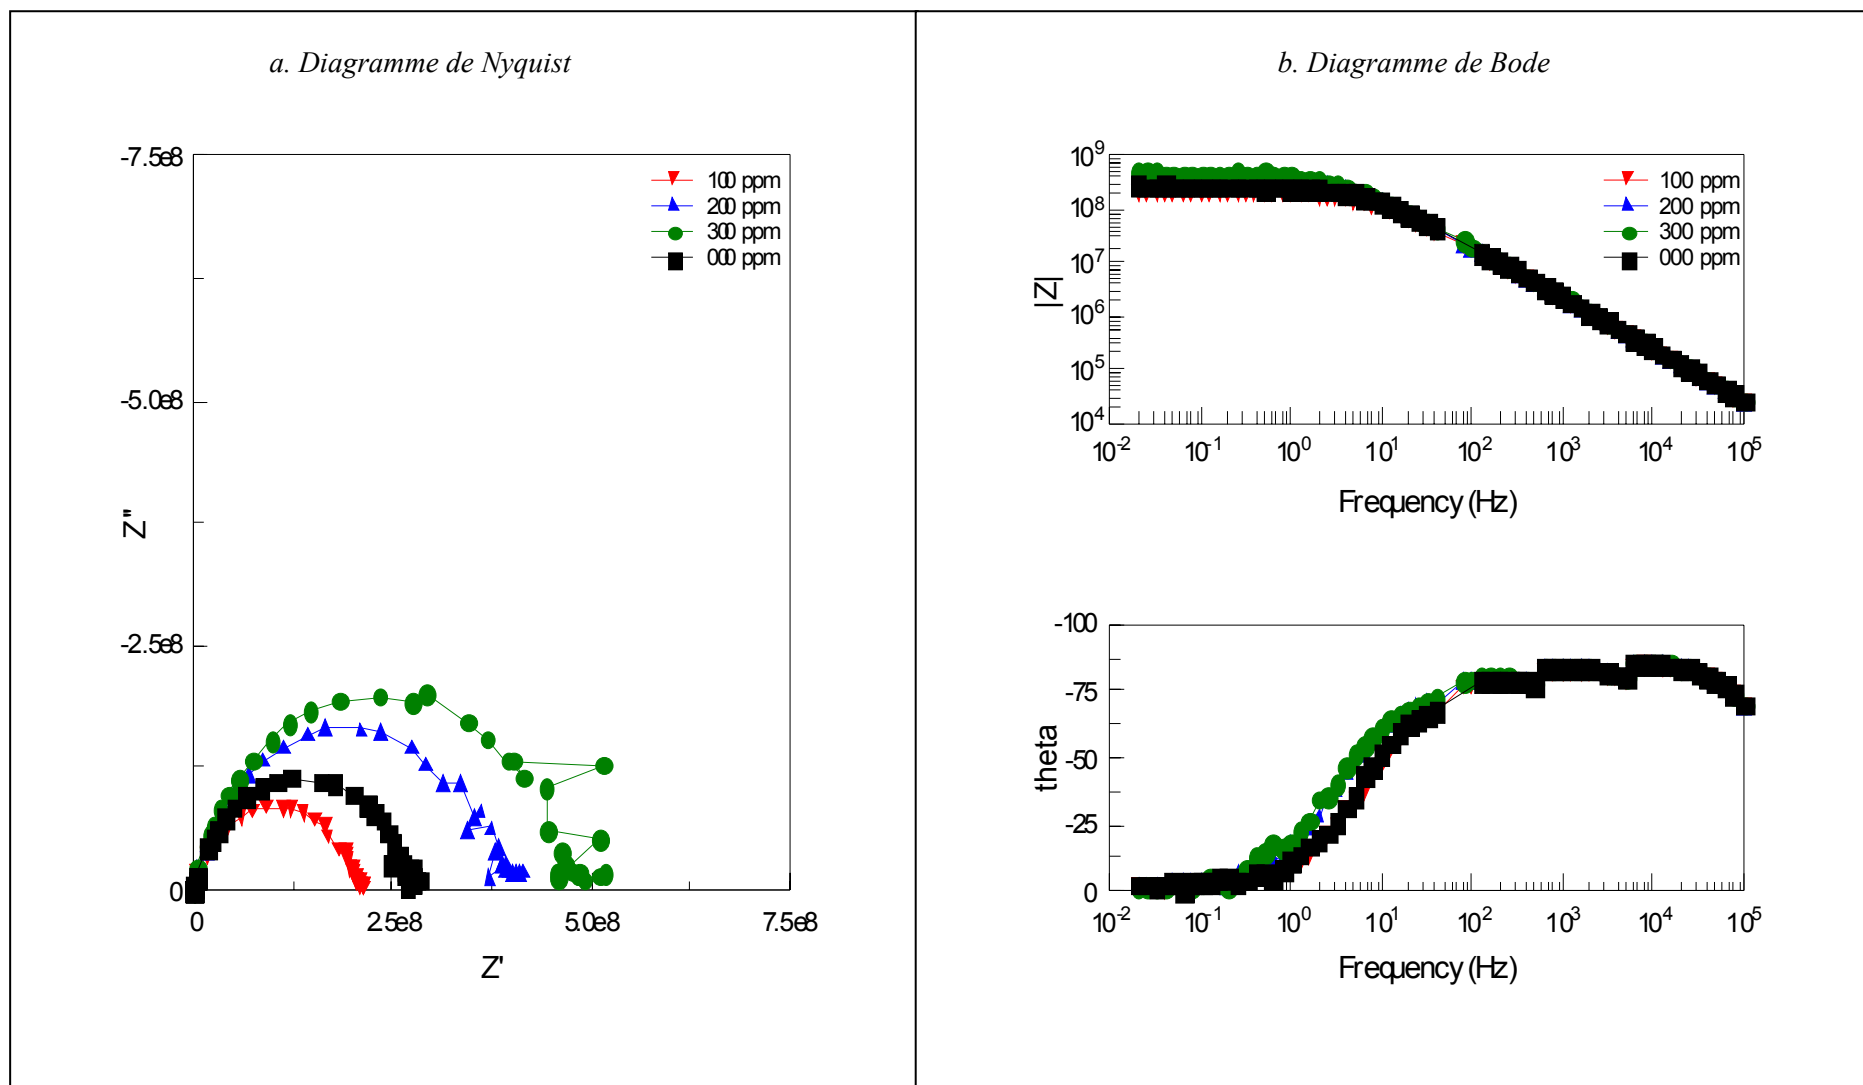 a. Diagramme de Nyquist
-7.5e8
-5.0e8
-2.5e8
0
Z''
0
2.5e8
5.0e8
7.5e8
Z'
100 ppm
200 ppm
300 ppm
000 ppm
b. Diagramme de Bode
10^9
10^8
10^7
10^6
10^5
10^4
|Z|
100 ppm
200 ppm
300 ppm
000 ppm
10^-2 10^-1 10^0 10^1 10^2 10^3 10^4 10^5
Frequency (Hz)
-100
-75
-50
-25
0
theta
10^-2 10^-1 10^0 10^1 10^2 10^3 10^4 10^5
Frequency (Hz)